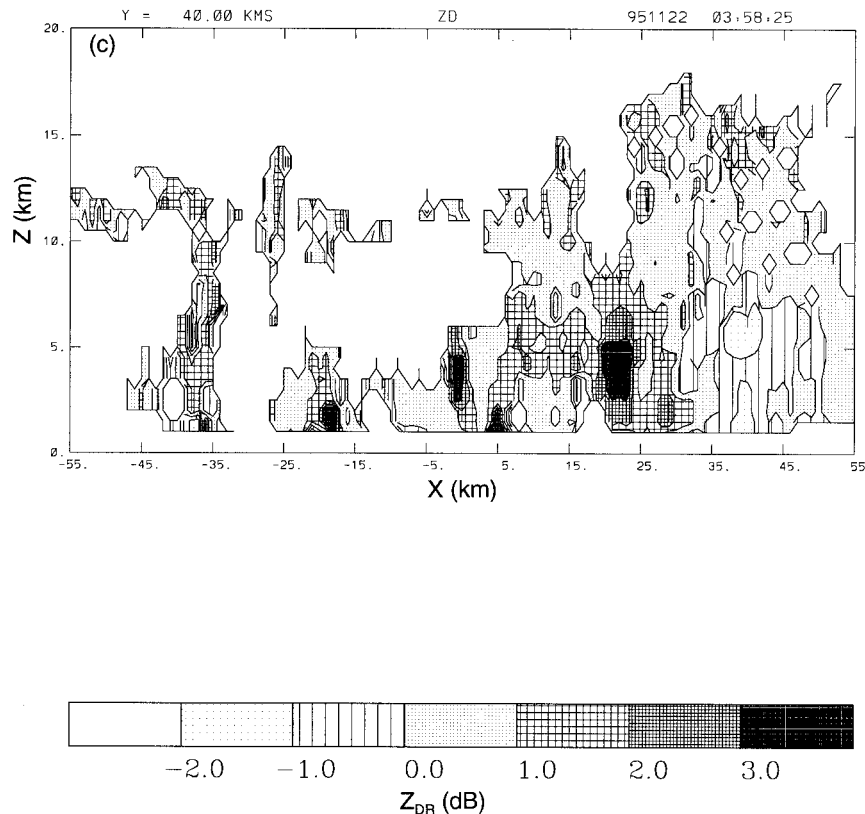 Y = 40.00 KMS ZD 951122 03:58:25
(c)
20.
15.
10.
5.
0.
Z (km)
-55. -45. -35. -25. -15. -5. 5. 15. 25. 35. 45. 55
X (km)
-2.0 -1.0 0.0 1.0 2.0 3.0
ZDR (dB)